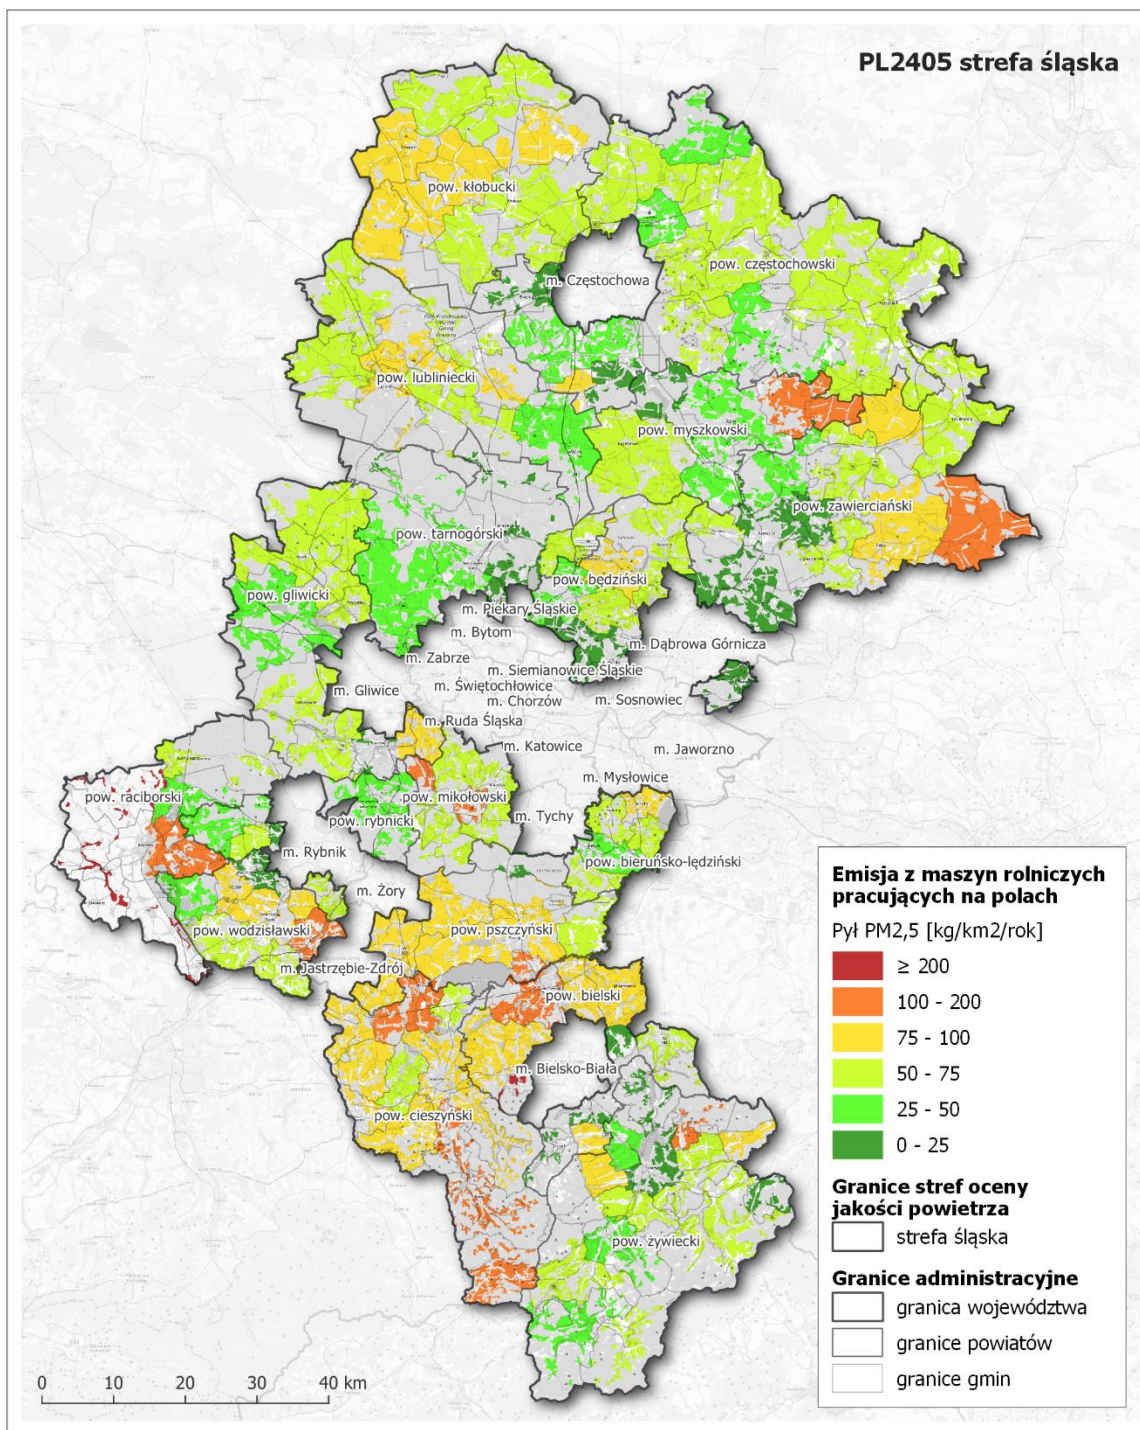 PL2405 strefa śląska
pow. kłobucki
pow. częstochowski
m. Częstochowa
pow. lubliniecki
pow. myszkowski
pow. zawierciański
pow. tarnogórski
pow. będziński
pow. gliwicki
m. Piekary Śląskie
m. Bytom
m. Dąbrowa Górnicza
m. Zabrze
m. Siemianowice Śląskie
m. Świętochłowice
m. Gliwice
m. Chorzów
m. Sosnowiec
m. Ruda Śląska
m. Katowice
m. Jaworzno
m. Mysłowice
pow. raciborski
pow. mikołowski
m. Tychy
pow. rybnicki
m. Rybnik
pow. bieruńsko-lędziński
m. Żory
pow. wodzisławski
pow. pszczyński
m. Jastrzębie-Zdrój
pow. bielski
m. Bielsko-Biała
pow. cieszyński
pow. żywiecki
Emisja z maszyn rolniczych
pracujących na polach
Pył PM2,5 [kg/km2/rok]
≥ 200
100 - 200
75 - 100
50 - 75
25 - 50
0 - 25
Granice stref oceny
jakości powietrza
strefa śląska
Granice administracyjne
granica województwa
granice powiatów
granice gmin
0 10 20 30 40 km